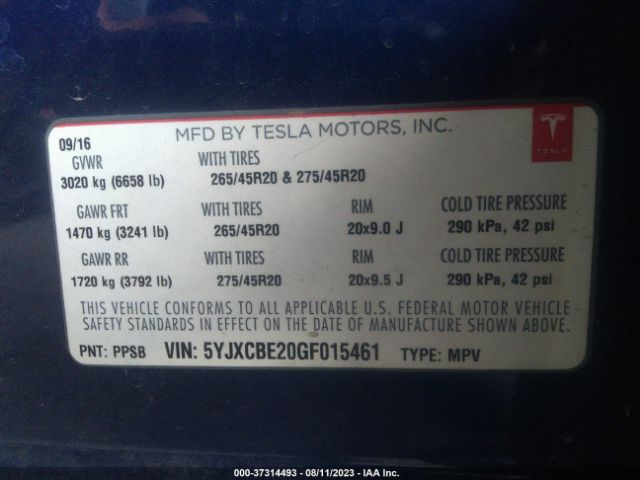 MFD BY TESLA MOTORS, INC.
TESLA
09/16
GVWR WITH TIRES
3020 kg (6658 lb) 265/45R20 & 275/45R20
GAWR FRT WITH TIRES RIM COLD TIRE PRESSURE
1470 kg (3241 lb) 265/45R20 20x9.0 J 290 kPa, 42 psi
GAWR RR WITH TIRES RIM COLD TIRE PRESSURE
1720 kg (3792 lb) 275/45R20 20x9.5 J 290 kPa, 42 psi
THIS VEHICLE CONFORMS TO ALL APPLICABLE U.S. FEDERAL MOTOR VEHICLE
SAFETY STANDARDS IN EFFECT ON THE DATE OF MANUFACTURE SHOWN ABOVE.
PNT: PPSB VIN: 5YJXCBE20GF015461 TYPE: MPV
000-37314493 - 08/11/2023 - IAA Inc.